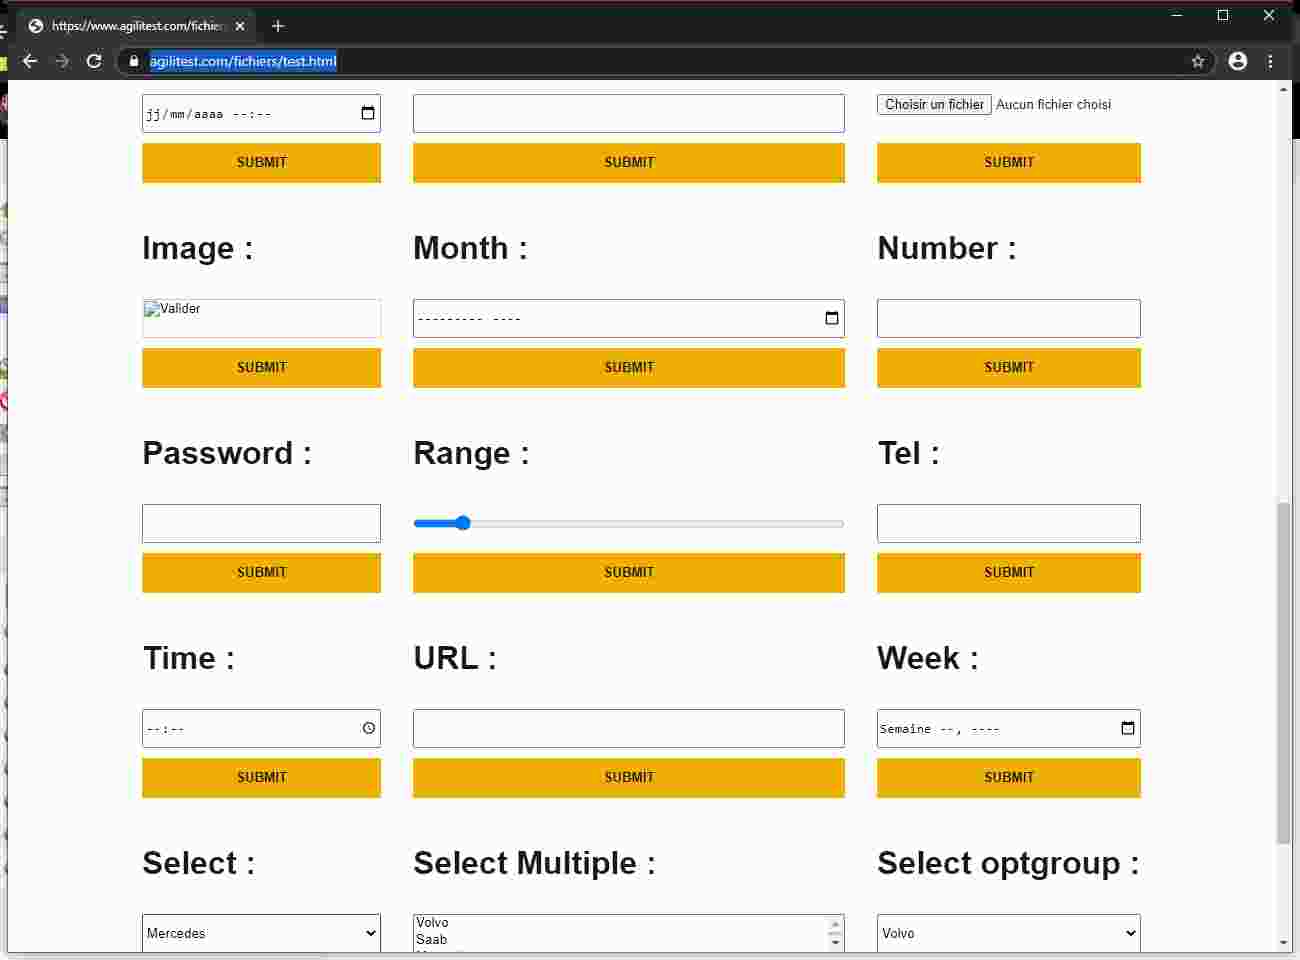 https://www.agilitest.com/fichier
agilitest.com/fichiers/test.html
jj/mm/aaaa --:--
Choisir un fichier Aucun fichier choisi
SUBMIT SUBMIT SUBMIT
Image : Month : Number :
Valider --------- ----
SUBMIT SUBMIT SUBMIT
Password : Range : Tel :
SUBMIT SUBMIT SUBMIT
Time : URL : Week :
--:-- Semaine --, ----
SUBMIT SUBMIT SUBMIT
Select : Select Multiple : Select optgroup :
Mercedes Volvo Volvo
Saab